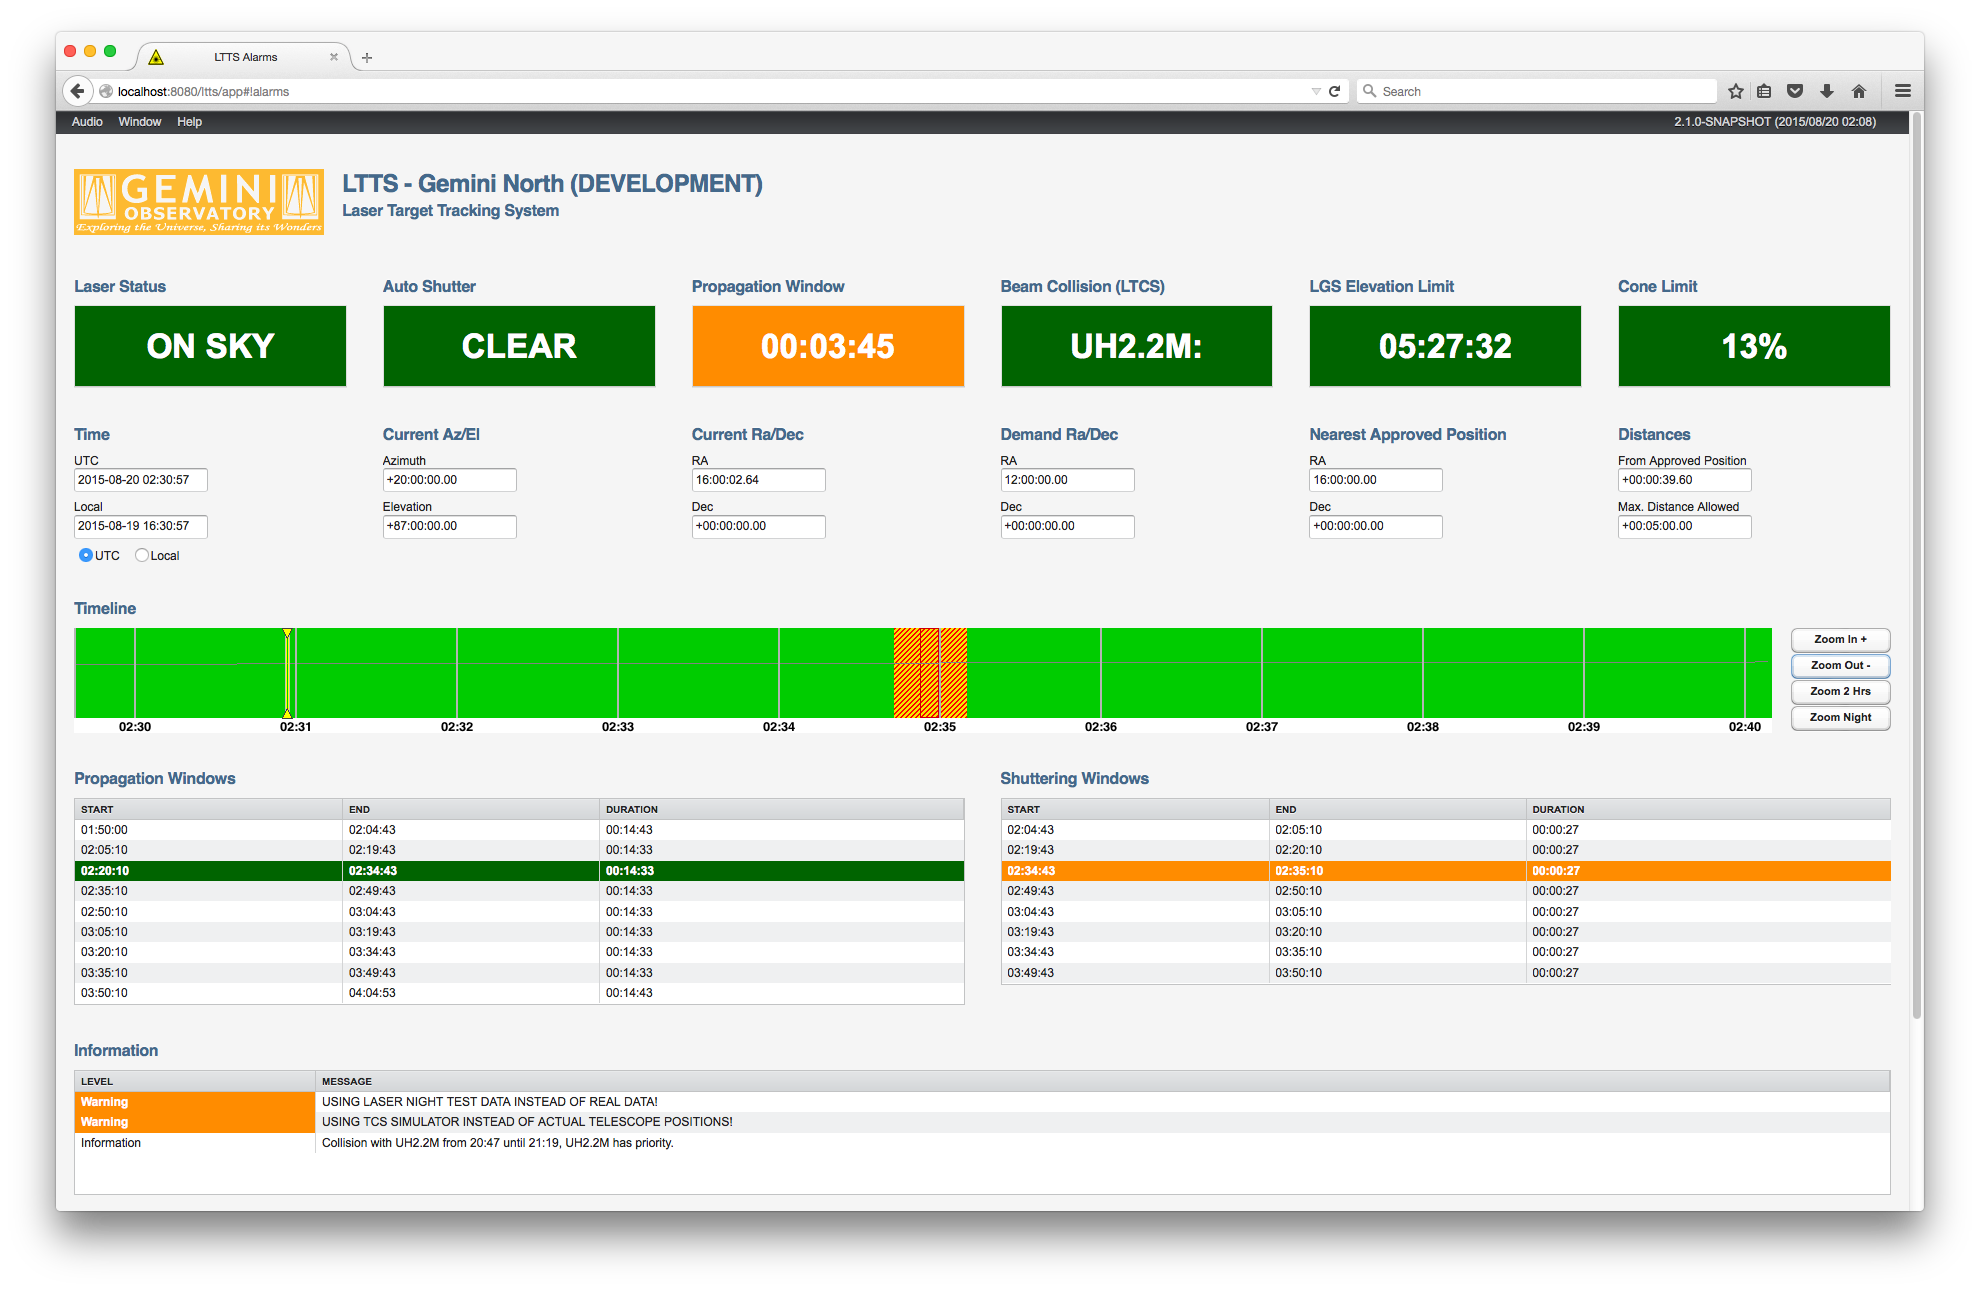 LTTS Alarms
localhost:8080/ltts/app#!alarms
Search
Audio Window Help 2.1.0-SNAPSHOT (2015/08/20 02:08)
GEMINI
OBSERVATORY
Exploring the Universe, Sharing its Wonders
LTTS - Gemini North (DEVELOPMENT)
Laser Target Tracking System
Laser Status Auto Shutter Propagation Window Beam Collision (LTCS) LGS Elevation Limit Cone Limit
ON SKY CLEAR 00:03:45 UH2.2M: 05:27:32 13%
Time Current Az/El Current Ra/Dec Demand Ra/Dec Nearest Approved Position Distances
UTC Azimuth RA RA RA From Approved Position
2015-08-20 02:30:57 +20:00:00.00 16:00:02.64 12:00:00.00 16:00:00.00 +00:00:39.60
Local Elevation Dec Dec Dec Max. Distance Allowed
2015-08-19 16:30:57 +87:00:00.00 +00:00:00.00 +00:00:00.00 +00:00:00.00 +00:05:00.00
UTC Local
Timeline
Zoom In +
Zoom Out -
Zoom 2 Hrs
Zoom Night
02:30 02:31 02:32 02:33 02:34 02:35 02:36 02:37 02:38 02:39 02:40
Propagation Windows
START END DURATION
01:50:00 02:04:43 00:14:43
02:05:10 02:19:43 00:14:33
02:20:10 02:34:43 00:14:33
02:35:10 02:49:43 00:14:33
02:50:10 03:04:43 00:14:33
03:05:10 03:19:43 00:14:33
03:20:10 03:34:43 00:14:33
03:35:10 03:49:43 00:14:33
03:50:10 04:04:53 00:14:43
Shuttering Windows
START END DURATION
02:04:43 02:05:10 00:00:27
02:19:43 02:20:10 00:00:27
02:34:43 02:35:10 00:00:27
02:49:43 02:50:10 00:00:27
03:04:43 03:05:10 00:00:27
03:19:43 03:20:10 00:00:27
03:34:43 03:35:10 00:00:27
03:49:43 03:50:10 00:00:27
Information
LEVEL MESSAGE
Warning USING LASER NIGHT TEST DATA INSTEAD OF REAL DATA!
Warning USING TCS SIMULATOR INSTEAD OF ACTUAL TELESCOPE POSITIONS!
Information Collision with UH2.2M from 20:47 until 21:19, UH2.2M has priority.